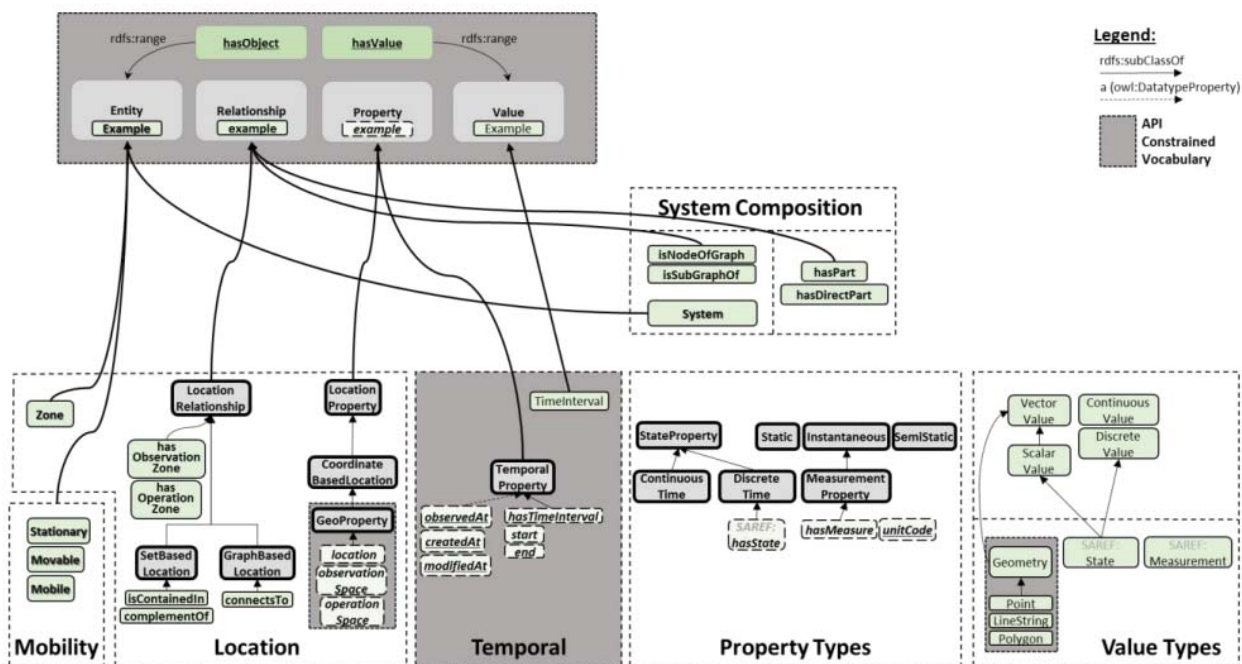 rdfs:range
hasObject
hasValue
rdfs:range
Entity
Example
Relationship
example
Property
example
Value
Example
Legend:
rdfs:subClassOf
a (owl:DatatypeProperty)
API
Constrained
Vocabulary
System Composition
isNodeOfGraph
isSubGraphOf
System
hasPart
hasDirectPart
Zone
Stationary
Movable
Mobile
Mobility
Location
Relationship
has
Observation
Zone
has
Operation
Zone
SetBased
Location
isContainedIn
complementOf
GraphBased
Location
connectsTo
Location
Property
Coordinate
BasedLocation
GeoProperty
location
observation
Space
operation
Space
Location
TimeInterval
Temporal
Property
observedAt
createdAt
modifiedAt
hasTimeInterval
start
end
Temporal
StateProperty
Static
Instantaneous
SemiStatic
Continuous
Time
Discrete
Time
Measurement
Property
SAREF:
hasState
hasMeasure
unitCode
Property Types
Vector
Value
Continuous
Value
Scalar
Value
Discrete
Value
Geometry
Point
LineString
Polygon
SAREF:
State
SAREF:
Measurement
Value Types